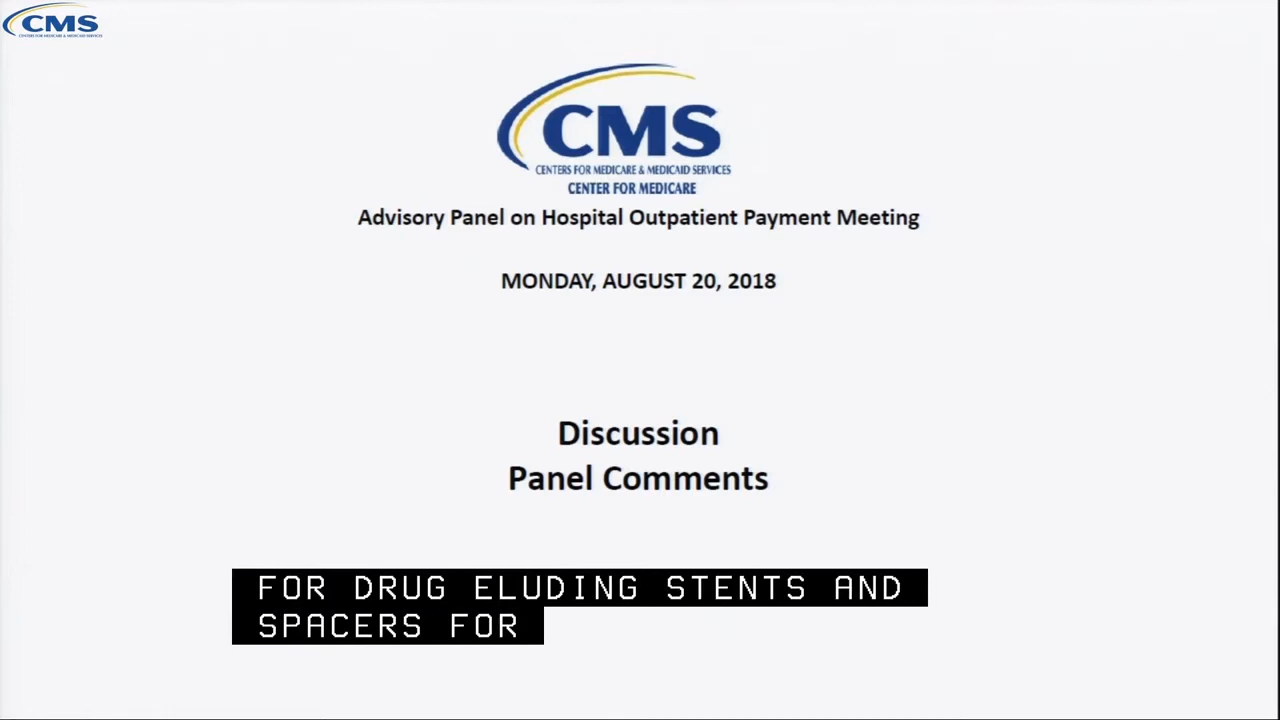 CMS
CENTERS FOR MEDICARE & MEDICAID SERVICES
CMS
CENTERS FOR MEDICARE & MEDICAID SERVICES
CENTER FOR MEDICARE
Advisory Panel on Hospital Outpatient Payment Meeting
MONDAY, AUGUST 20, 2018
Discussion
Panel Comments
FOR DRUG ELUDING STENTS AND
SPACERS FOR